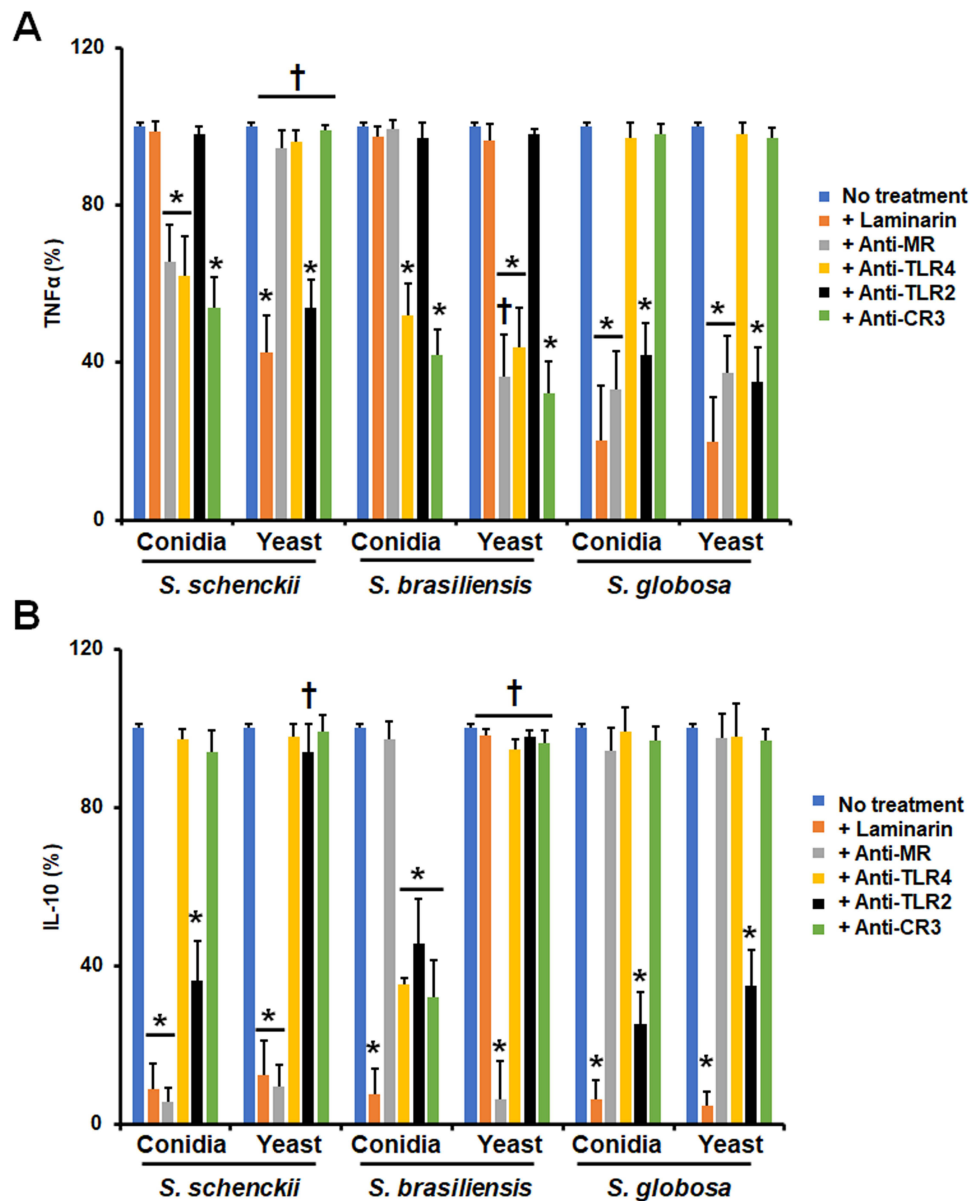 A
120
†
80
*
*
*
*
*
*
*
†
*
*
*
*
*
40
0
TNFα (%)
No treatment
+ Laminarin
+ Anti-MR
+ Anti-TLR4
+ Anti-TLR2
+ Anti-CR3
Conidia Yeast Conidia Yeast Conidia Yeast
S. schenckii S. brasiliensis S. globosa
B
120
†
†
80
*
*
*
*
*
*
*
*
*
*
40
0
IL-10 (%)
No treatment
+ Laminarin
+ Anti-MR
+ Anti-TLR4
+ Anti-TLR2
+ Anti-CR3
Conidia Yeast Conidia Yeast Conidia Yeast
S. schenckii S. brasiliensis S. globosa